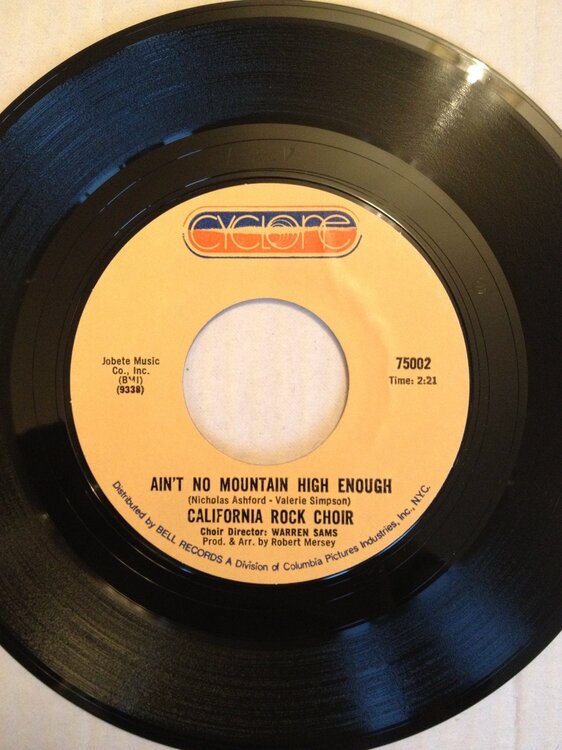 CYCLONE
Jobete Music
Co., Inc.
(BMI)
(9338)
75002
Time: 2:21
AIN'T NO MOUNTAIN HIGH ENOUGH
(Nicholas Ashford - Valerie Simpson)
CALIFORNIA ROCK CHOIR
Choir Director: WARREN SAMS
Prod. & Arr. by Robert Mersey
Distributed by BELL RECORDS A Division of Columbia Pictures Industries, Inc., N.Y.C.